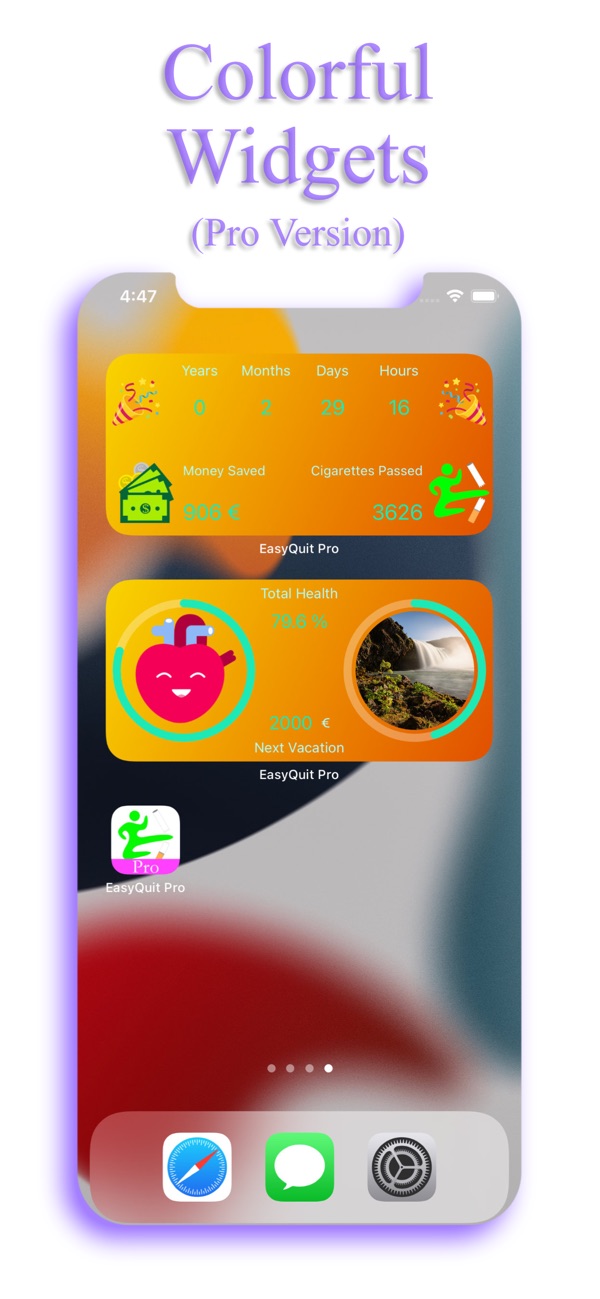 Colorful
Widgets
(Pro Version)
4:47
Years Months Days Hours
0 2 29 16
Money Saved Cigarettes Passed
906 € 3626
EasyQuit Pro
Total Health
79.6 %
2000 €
Next Vacation
EasyQuit Pro
Pro
EasyQuit Pro